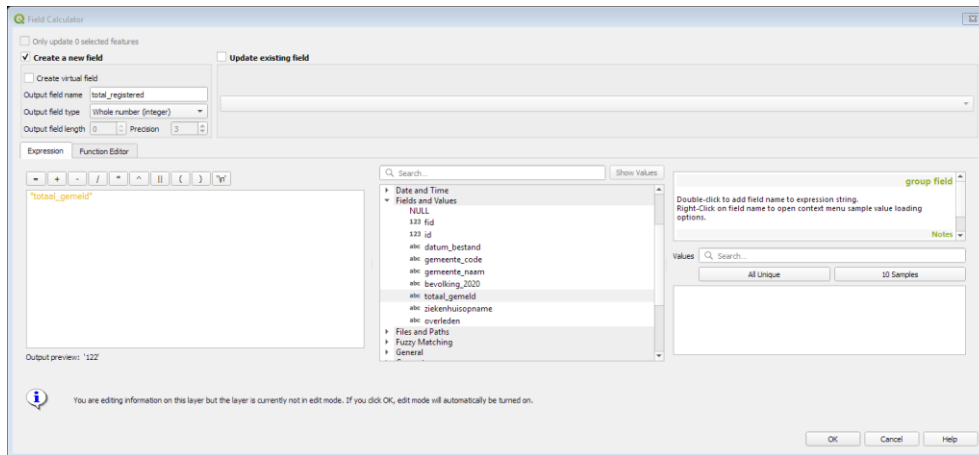 Field Calculator
Only update 0 selected features
Create a new field
Update existing field
Create virtual field
Output field name total_registered
Output field type Whole number (integer)
Output field length 0 Precision 3
Expression Function Editor
= + - / * ^ || ( ) '\n'
"totaal_gemeld"
Output preview: '122'
Search... Show Values
Date and Time
Fields and Values
NULL
123 fid
123 id
abc datum_bestand
abc gemeente_code
abc gemeente_naam
abc bevolking_2020
abc totaal_gemeld
abc ziekenhuisopname
abc overleden
Files and Paths
Fuzzy Matching
General
group field
Double-click to add field name to expression string.
Right-Click on field name to open context menu sample value loading
options.
Notes
Values Search...
All Unique 10 Samples
You are editing information on this layer but the layer is currently not in edit mode. If you click OK, edit mode will automatically be turned on.
OK Cancel Help